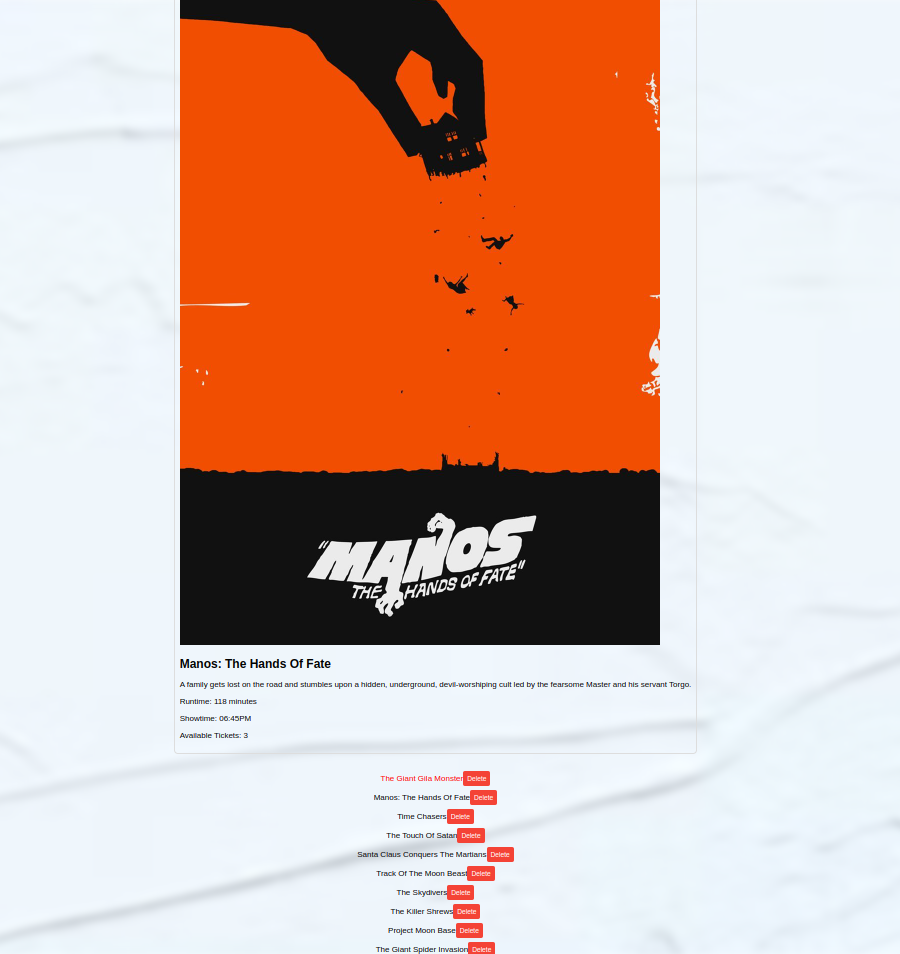 "MANOS
THE HANDS OF FATE"
Manos: The Hands Of Fate
A family gets lost on the road and stumbles upon a hidden, underground, devil-worshiping cult led by the fearsome Master and his servant Torgo.
Runtime: 118 minutes
Showtime: 06:45PM
Available Tickets: 3
The Giant Gila Monster Delete
Manos: The Hands Of Fate Delete
Time Chasers Delete
The Touch Of Satan Delete
Santa Claus Conquers The Martians Delete
Track Of The Moon Beast Delete
The Skydivers Delete
The Killer Shrews Delete
Project Moon Base Delete
The Giant Spider Invasion Delete